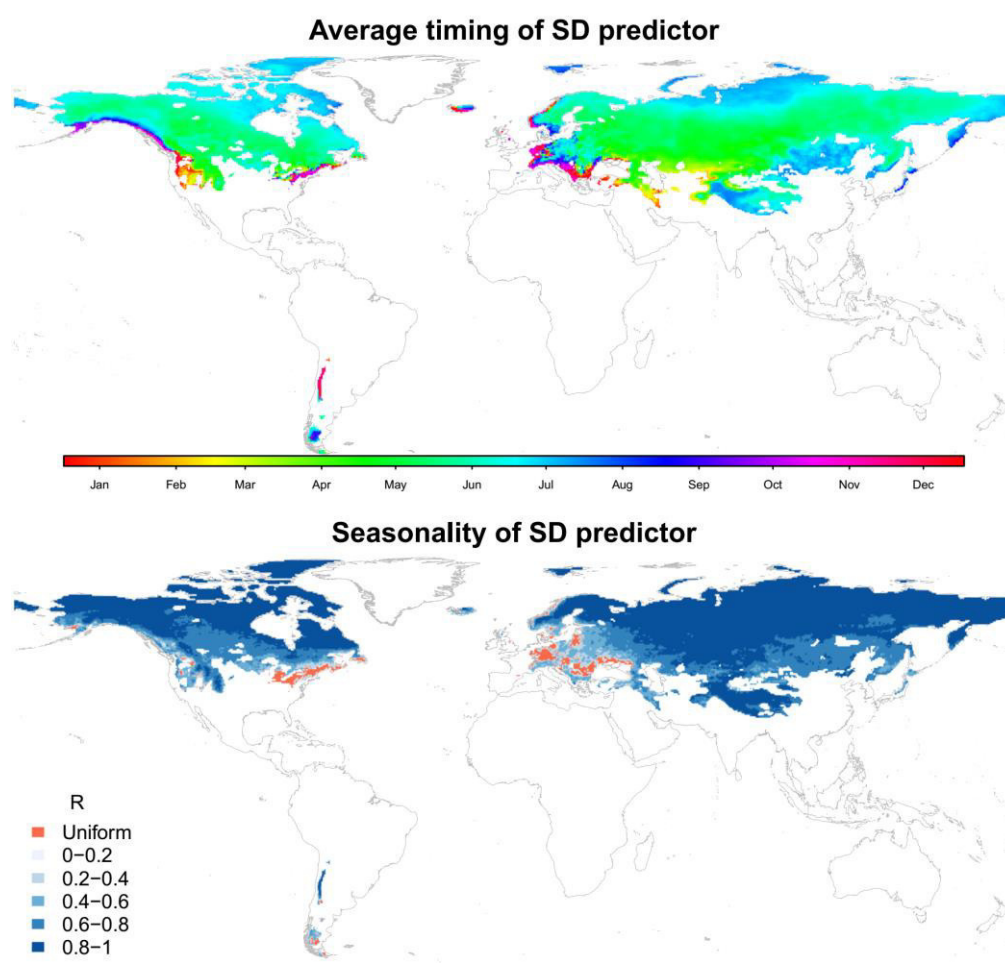 Average timing of SD predictor
Jan Feb Mar Apr May Jun Jul Aug Sep Oct Nov Dec
Seasonality of SD predictor
R
Uniform
0−0.2
0.2−0.4
0.4−0.6
0.6−0.8
0.8−1